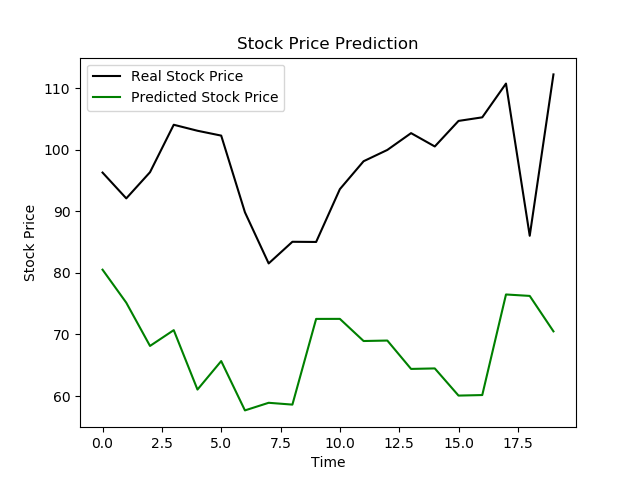 Stock Price Prediction
Real Stock Price
Predicted Stock Price
Stock Price
110
100
90
80
70
60
0.0 2.5 5.0 7.5 10.0 12.5 15.0 17.5
Time